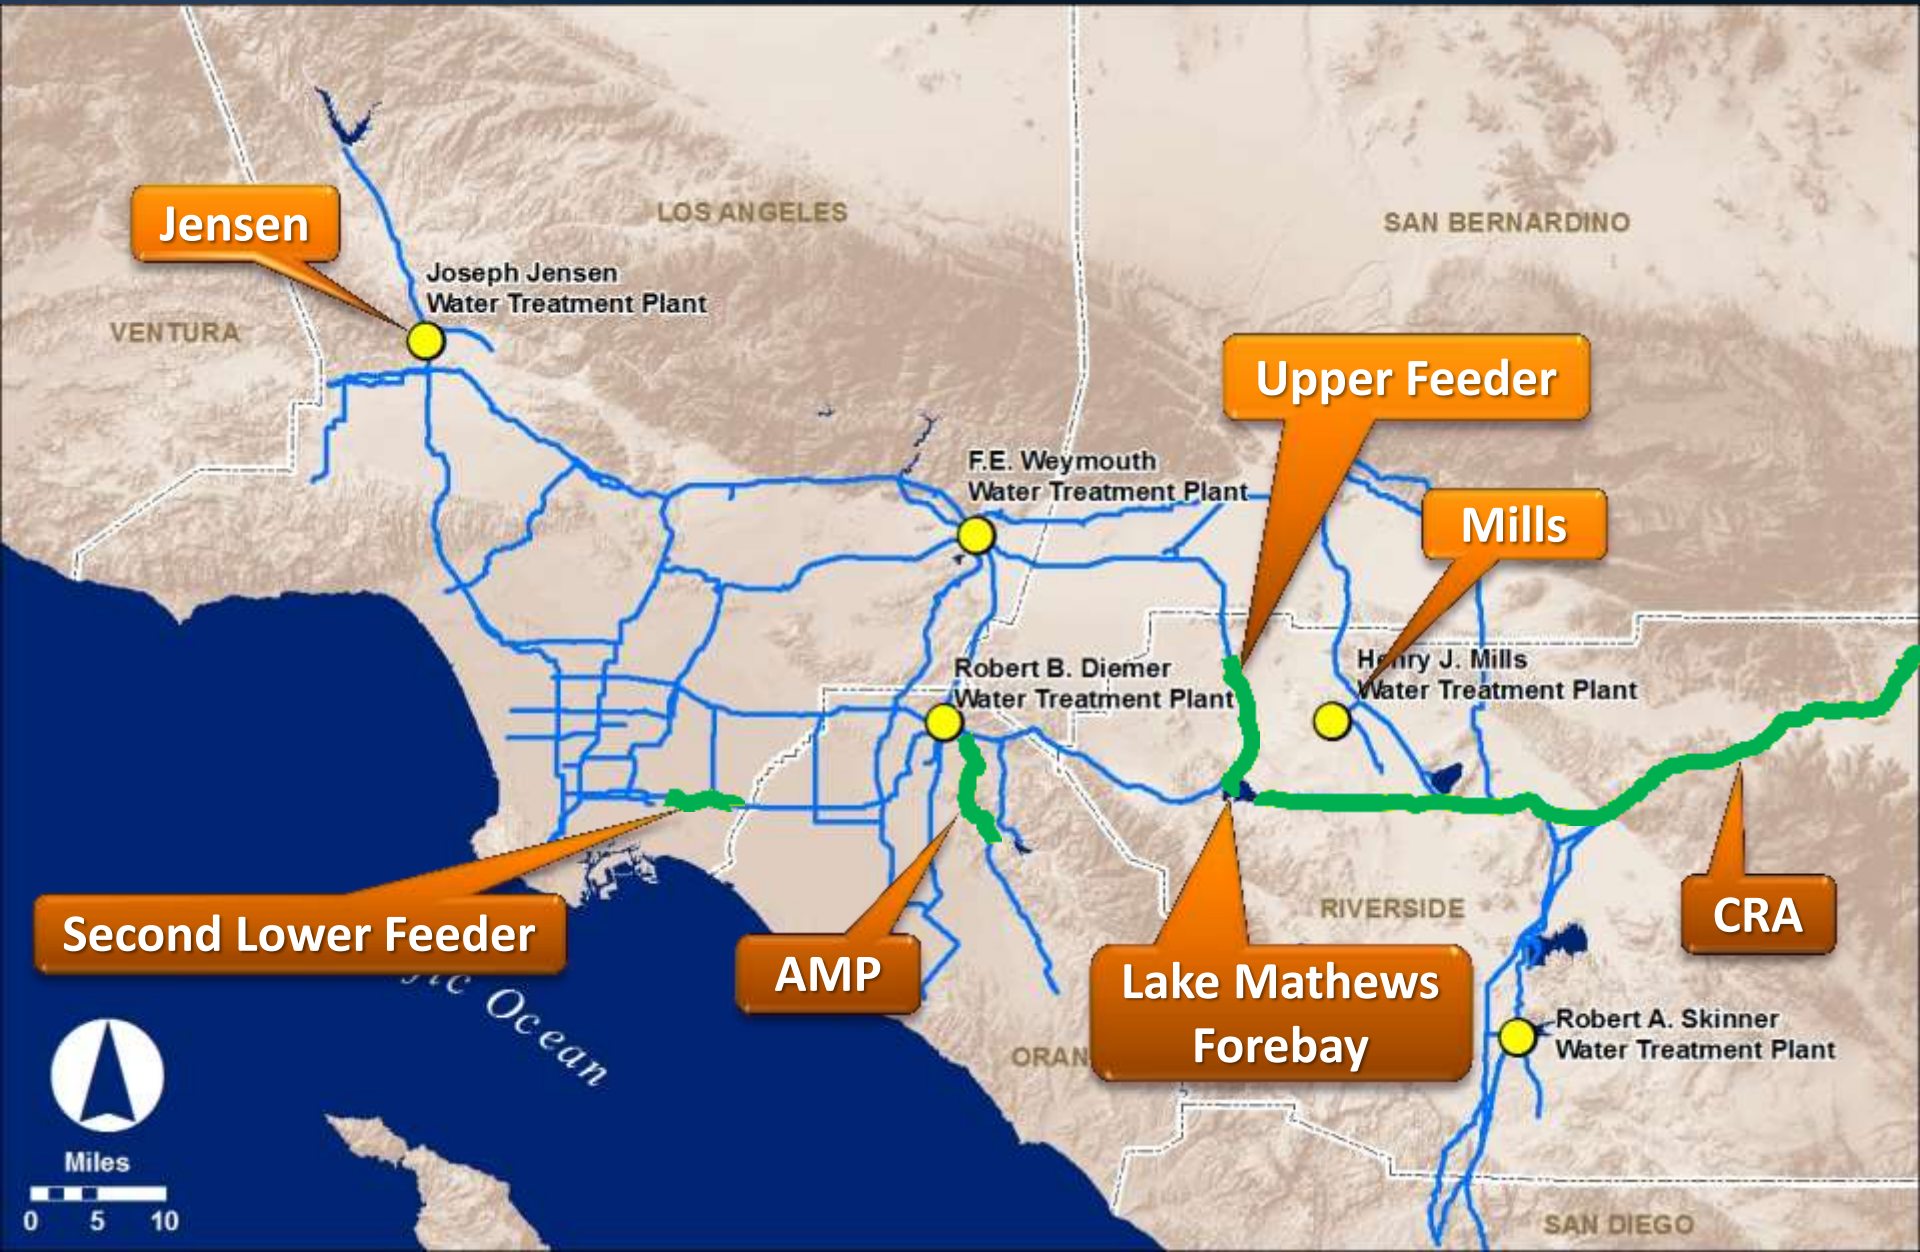 LOS ANGELES
SAN BERNARDINO
Jensen
Joseph Jensen
Water Treatment Plant
VENTURA
Upper Feeder
F.E. Weymouth
Water Treatment Plant
Mills
Robert B. Diemer
Water Treatment Plant
Henry J. Mills
Water Treatment Plant
Second Lower Feeder
AMP
Lake Mathews
Forebay
RIVERSIDE
CRA
Ocean
ORAN
Robert A. Skinner
Water Treatment Plant
Miles
0 5 10
SAN DIEGO